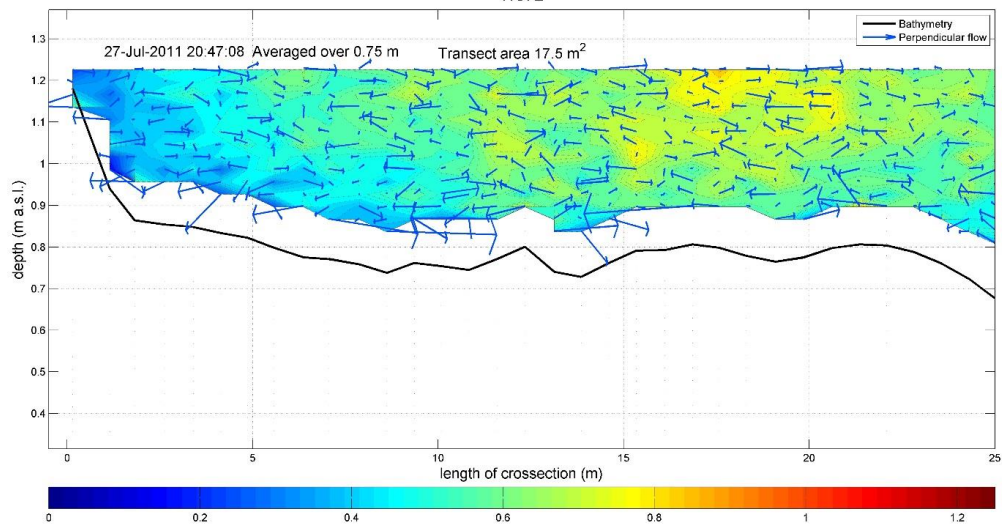 Bathymetry
Perpendicular flow
27-Jul-2011 20:47:08 Averaged over 0.75 m
Transect area 17.5 m²
1.3
1.2
1.1
1
0.9
0.8
0.7
0.6
0.5
0.4
depth (m a.s.l.)
0 5 10 15 20 25
length of crossection (m)
0 0.2 0.4 0.6 0.8 1 1.2